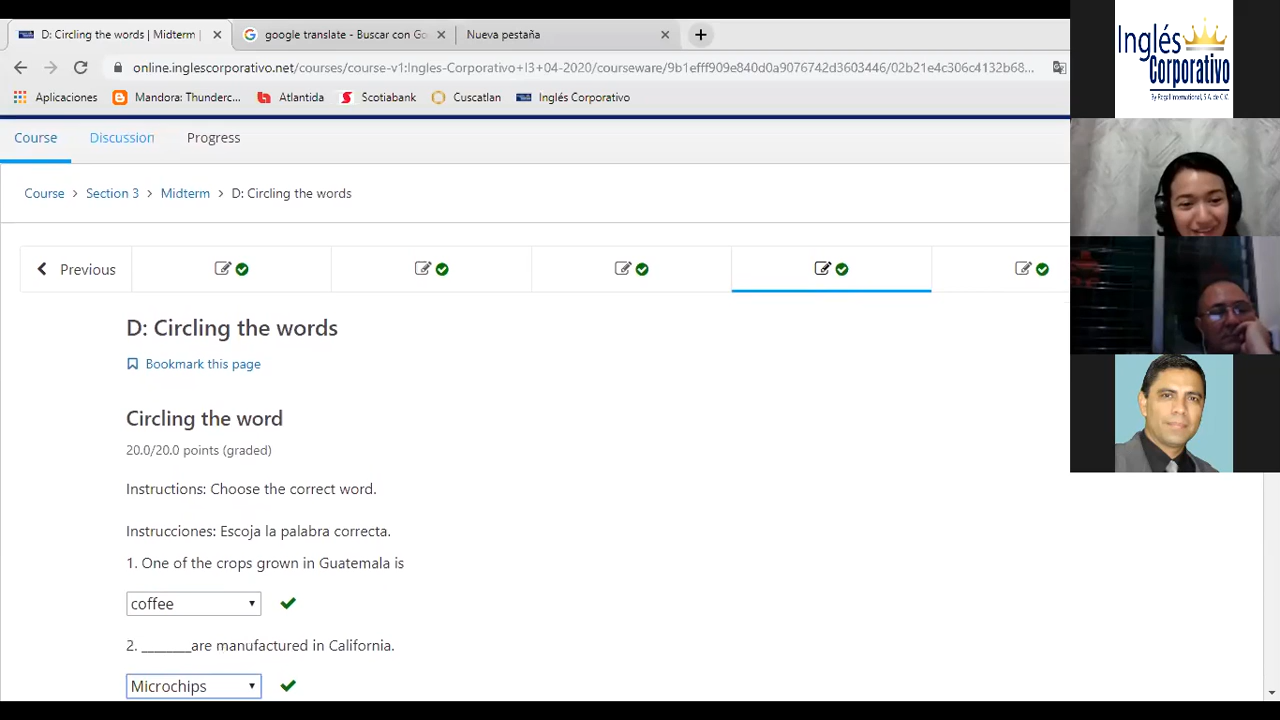 D: Circling the words | Midterm |
google translate - Buscar con Go
Nueva pestaña
online.inglescorporativo.net/courses/course-v1:Ingles-Corporativo+I3+04-2020/courseware/9b1efff909e840d0a9076742d3603446/02b21e4c306c4132b68...
Aplicaciones
Mandora: Thunderc...
Atlantida
Scotiabank
Cuscatlan
Inglés Corporativo
Inglés
Corporativo
Course
Discussion
Progress
Course > Section 3 > Midterm > D: Circling the words
Previous
D: Circling the words
Bookmark this page
Circling the word
20.0/20.0 points (graded)
Instructions: Choose the correct word.
Instrucciones: Escoja la palabra correcta.
1. One of the crops grown in Guatemala is
coffee
2. ________are manufactured in California.
Microchips